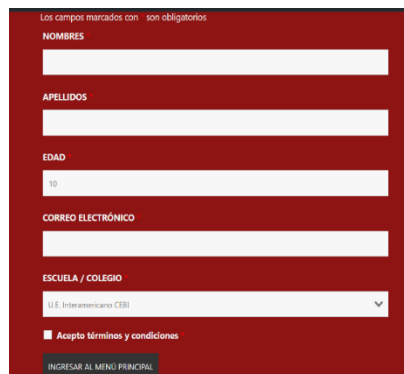 Los campos marcados con * son obligatorios
NOMBRES *
APELLIDOS *
EDAD *
10
CORREO ELECTRÓNICO *
ESCUELA / COLEGIO *
U.E. Interamericano CEBI
Acepto términos y condiciones *
INGRESAR AL MENÚ PRINCIPAL